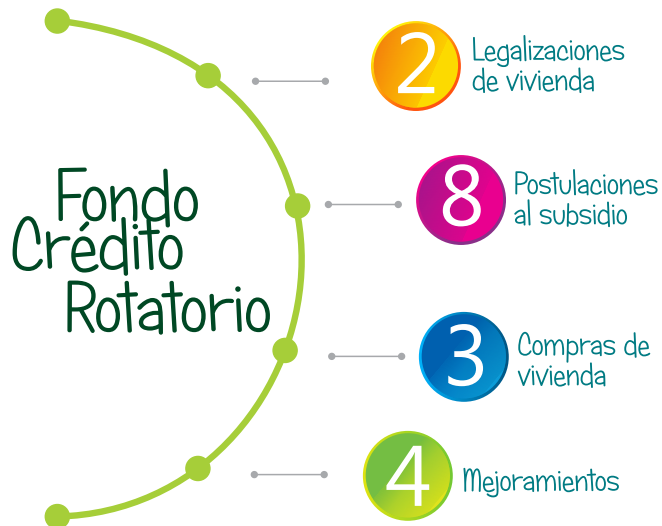 Fondo
Crédito
Rotatorio
2
Legalizaciones
de vivienda
8
Postulaciones
al subsidio
3
Compras de
vivienda
4
Mejoramientos